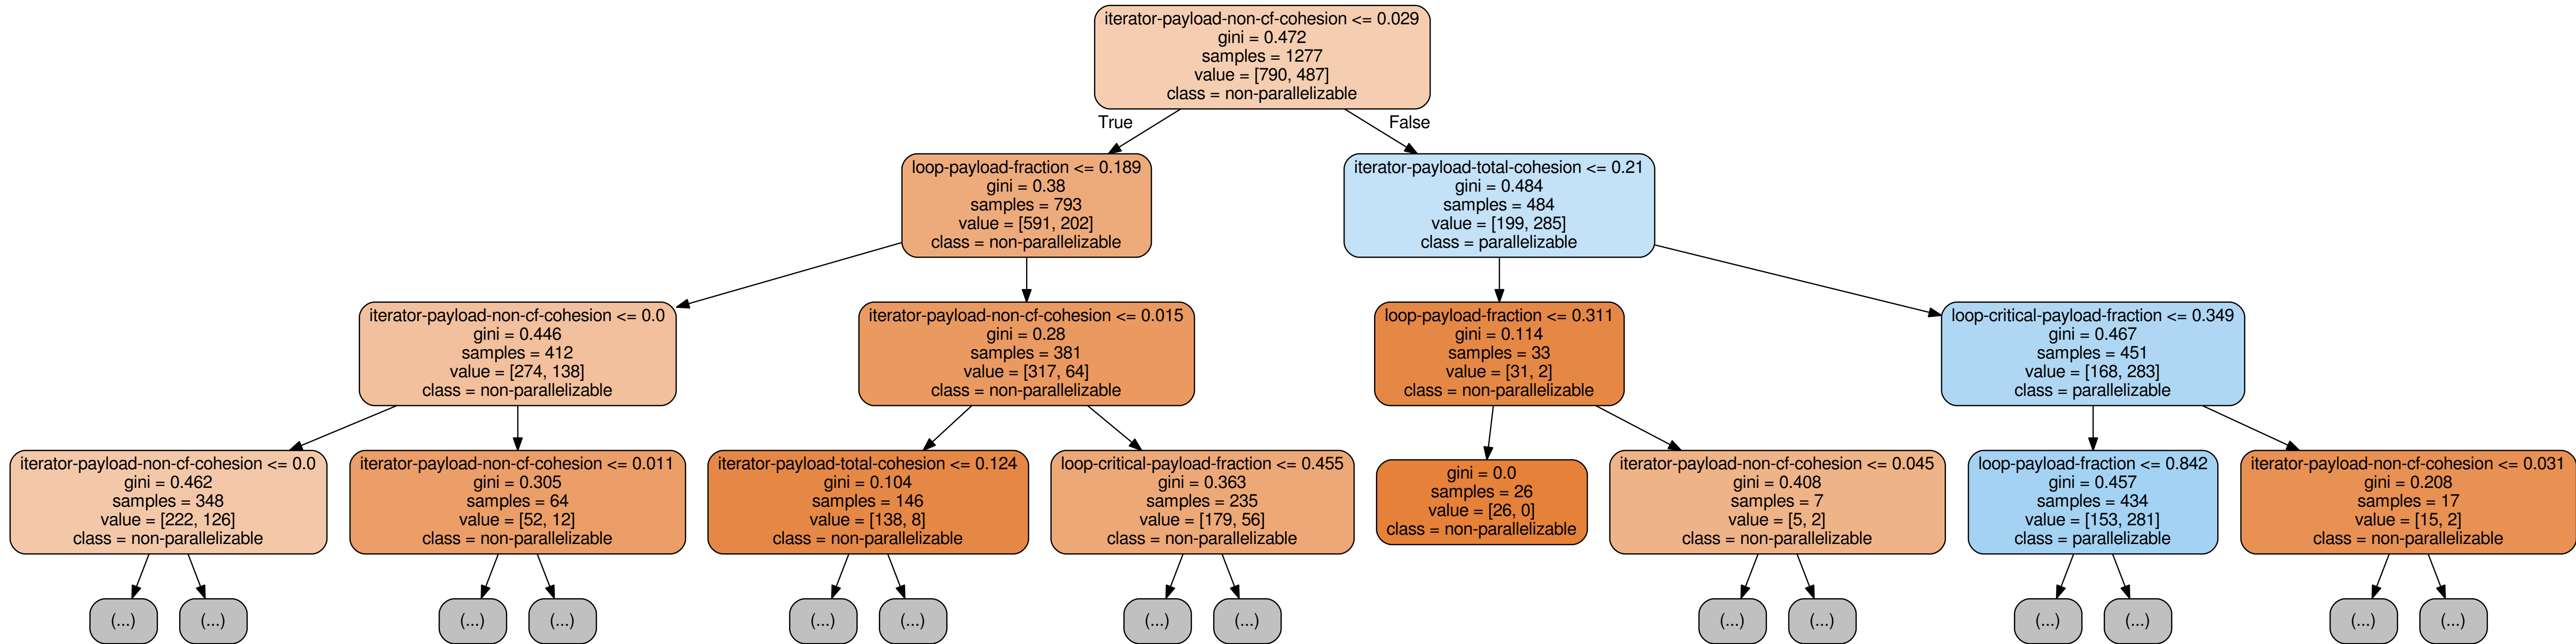 iterator-payload-non-cf-cohesion <= 0.029
gini = 0.472
samples = 1277
value = [790, 487]
class = non-parallelizable
True
False
loop-payload-fraction <= 0.189
gini = 0.38
samples = 793
value = [591, 202]
class = non-parallelizable
iterator-payload-total-cohesion <= 0.21
gini = 0.484
samples = 484
value = [199, 285]
class = parallelizable
iterator-payload-non-cf-cohesion <= 0.0
gini = 0.446
samples = 412
value = [274, 138]
class = non-parallelizable
iterator-payload-non-cf-cohesion <= 0.015
gini = 0.28
samples = 381
value = [317, 64]
class = non-parallelizable
loop-payload-fraction <= 0.311
gini = 0.114
samples = 33
value = [31, 2]
class = non-parallelizable
loop-critical-payload-fraction <= 0.349
gini = 0.467
samples = 451
value = [168, 283]
class = parallelizable
iterator-payload-non-cf-cohesion <= 0.0
gini = 0.462
samples = 348
value = [222, 126]
class = non-parallelizable
iterator-payload-non-cf-cohesion <= 0.011
gini = 0.305
samples = 64
value = [52, 12]
class = non-parallelizable
iterator-payload-total-cohesion <= 0.124
gini = 0.104
samples = 146
value = [138, 8]
class = non-parallelizable
loop-critical-payload-fraction <= 0.455
gini = 0.363
samples = 235
value = [179, 56]
class = non-parallelizable
gini = 0.0
samples = 26
value = [26, 0]
class = non-parallelizable
iterator-payload-non-cf-cohesion <= 0.045
gini = 0.408
samples = 7
value = [5, 2]
class = non-parallelizable
loop-payload-fraction <= 0.842
gini = 0.457
samples = 434
value = [153, 281]
class = parallelizable
iterator-payload-non-cf-cohesion <= 0.031
gini = 0.208
samples = 17
value = [15, 2]
class = non-parallelizable
(...)
(...)
(...)
(...)
(...)
(...)
(...)
(...)
(...)
(...)
(...)
(...)
(...)
(...)